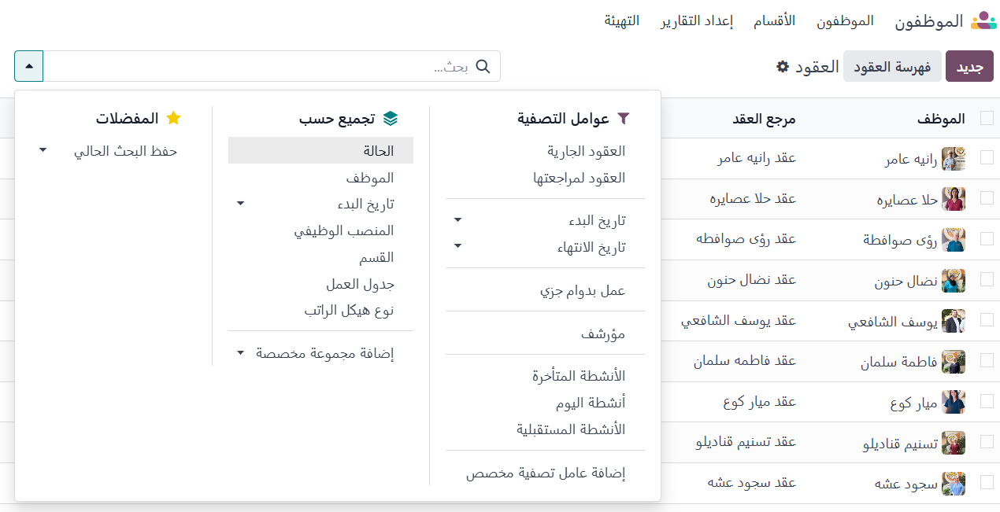 الموظفون
الموظفون
الأقسام
إعداد التقارير
التهيئة
جديد
فهرسة العقود
العقود
بحث...
الموظف
مرجع العقد
رانيه عامر
عقد رانيه عامر
حلا عصايره
عقد حلا عصايره
رؤى صوافطة
عقد رؤى صوافطه
نضال حنون
عقد نضال حنون
يوسف الشافعي
عقد يوسف الشافعي
فاطمة سلمان
عقد فاطمه سلمان
ميار كوع
عقد ميار كوع
تسنيم قناديلو
عقد تسنيم قناديلو
سجود عشه
عقد سجود عشه
عوامل التصفية
العقود الجارية
العقود لمراجعتها
تاريخ البدء
تاريخ الانتهاء
عمل بدوام جزي
مؤرشف
الأنشطة المتأخرة
أنشطة اليوم
الأنشطة المستقبلية
إضافة عامل تصفية مخصص
تجميع حسب
الحالة
الموظف
تاريخ البدء
المنصب الوظيفي
القسم
جدول العمل
نوع هيكل الراتب
إضافة مجموعة مخصصة
المفضلات
حفظ البحث الحالي